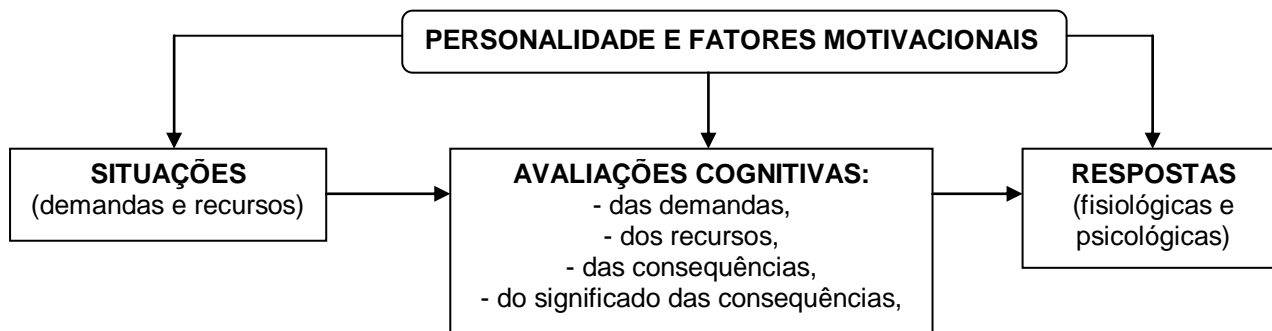 PERSONALIDADE E FATORES MOTIVACIONAIS
SITUAÇÕES
(demandas e recursos)
AVALIAÇÕES COGNITIVAS:
- das demandas,
- dos recursos,
- das consequências,
- do significado das consequências,
RESPOSTAS
(fisiológicas e
psicológicas)